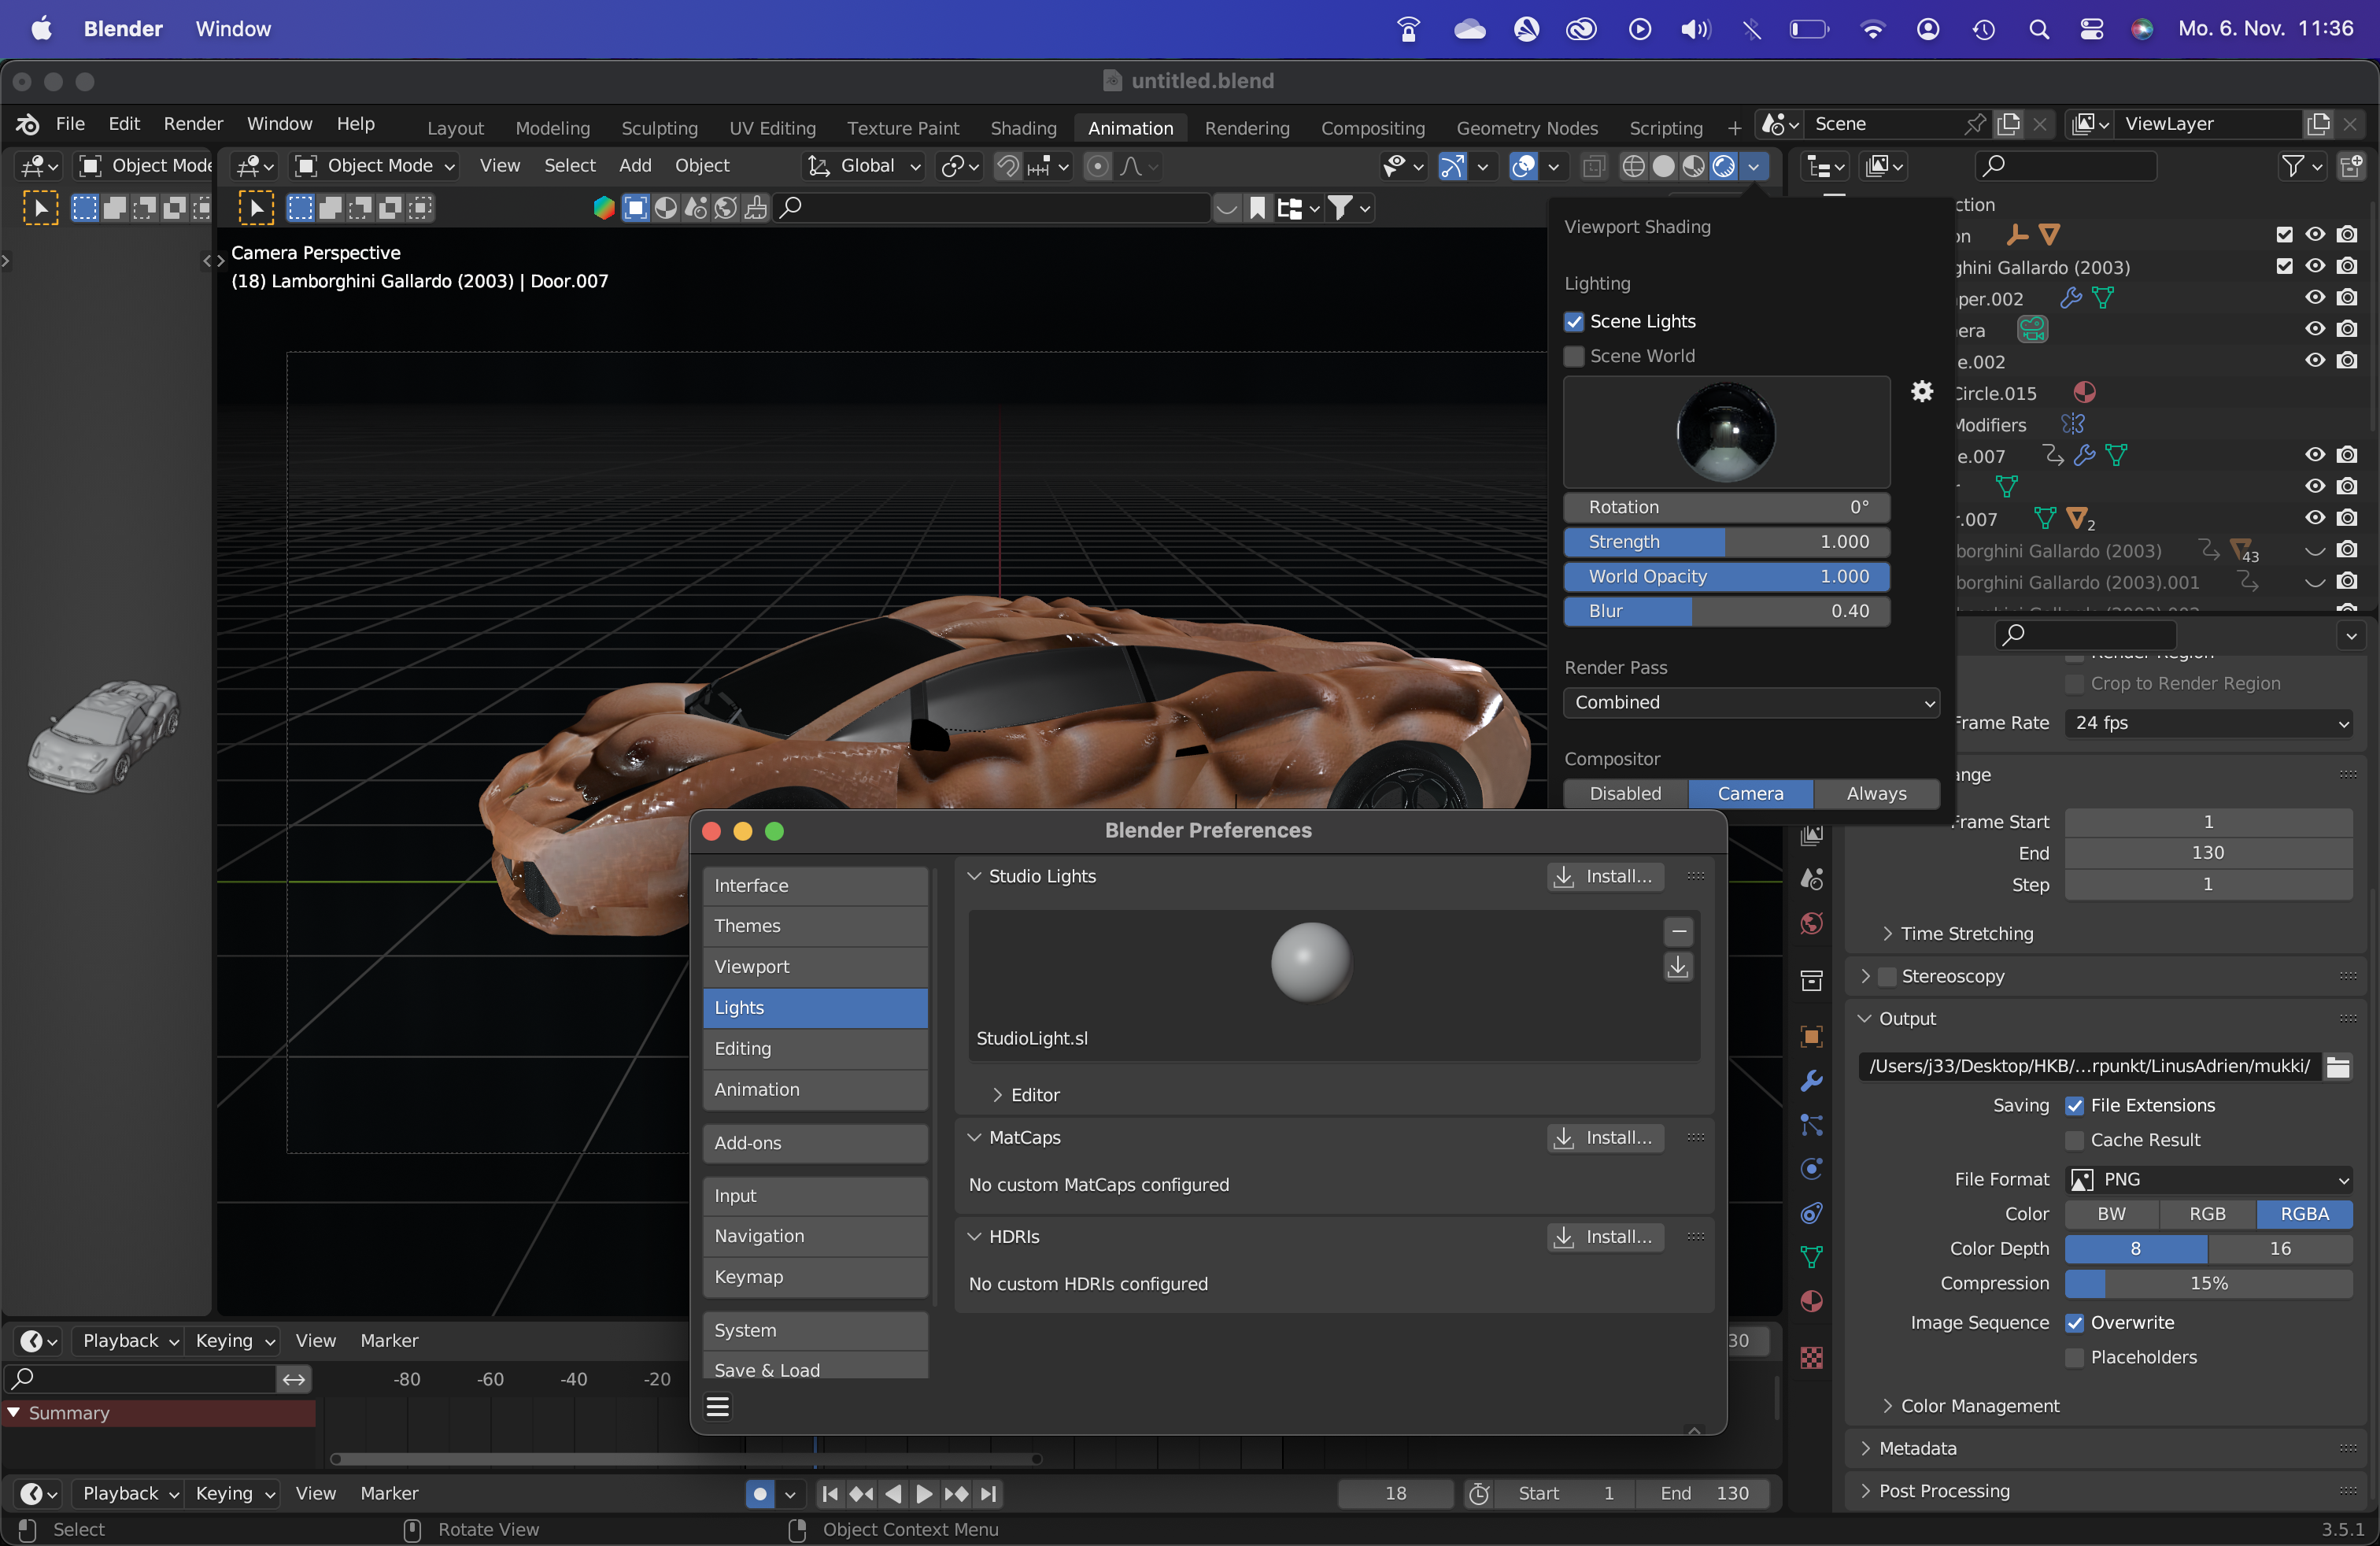 Blender Window
Mo. 6. Nov. 11:36
untitled.blend
File Edit Render Window Help
Layout Modeling Sculpting UV Editing Texture Paint Shading Animation Rendering Compositing Geometry Nodes Scripting +
Scene
ViewLayer
Object Mode
Object Mode View Select Add Object
Global
Camera Perspective
(18) Lamborghini Gallardo (2003) | Door.007
Viewport Shading
Lighting
Scene Lights
Scene World
Rotation 0°
Strength 1.000
World Opacity 1.000
Blur 0.40
Render Pass
Combined
Compositor
Disabled Camera Always
ction
on
ghini Gallardo (2003)
per.002
era
e.002
Circle.015
Modifiers
e.007
r
.007
2
borghini Gallardo (2003)
43
borghini Gallardo (2003).001
Render Region
Crop to Render Region
Frame Rate 24 fps
ange
Frame Start 1
End 130
Step 1
Time Stretching
Stereoscopy
Output
/Users/j33/Desktop/HKB/...rpunkt/LinusAdrien/mukki/
Saving File Extensions
Cache Result
File Format PNG
Color BW RGB RGBA
Color Depth 8 16
Compression 15%
Image Sequence Overwrite
Placeholders
Color Management
Metadata
Post Processing
Blender Preferences
Interface
Themes
Viewport
Lights
Editing
Animation
Add-ons
Input
Navigation
Keymap
System
Save & Load
Studio Lights Install...
StudioLight.sl
Editor
MatCaps Install...
No custom MatCaps configured
HDRIs Install...
No custom HDRIs configured
Playback Keying View Marker
30
-80 -60 -40 -20
Summary
Playback Keying View Marker
18 Start 1 End 130
Select Rotate View Object Context Menu
3.5.1